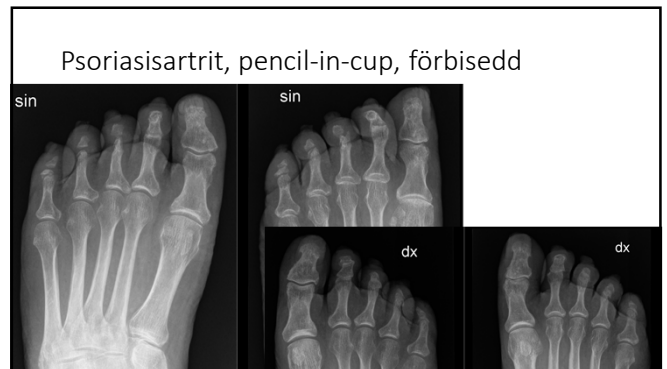 Psoriasisartrit, pencil-in-cup, förbisedd
sin
sin
dx
dx